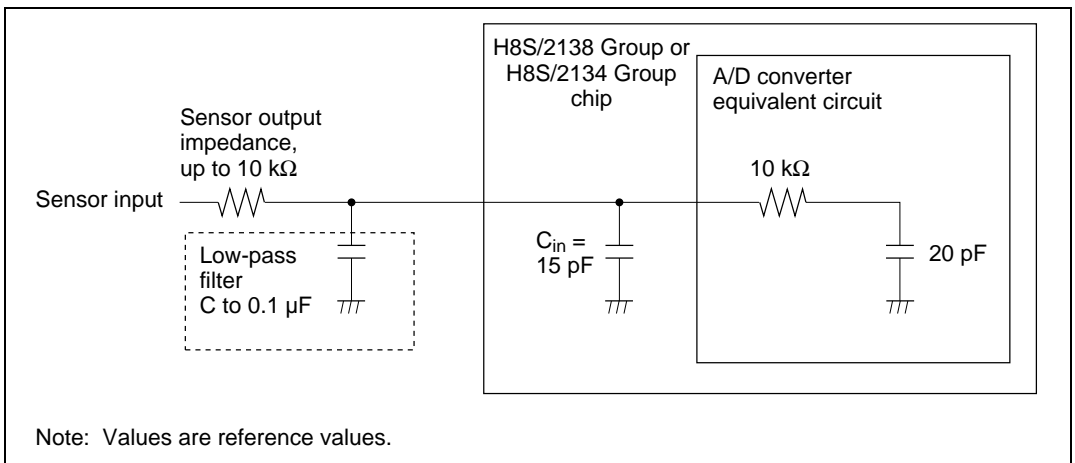 H8S/2138 Group or
H8S/2134 Group
chip
A/D converter
equivalent circuit
Sensor output
impedance,
up to 10 kΩ
10 kΩ
Sensor input
Low-pass
filter
C to 0.1 µF
Cin =
15 pF
20 pF
Note: Values are reference values.